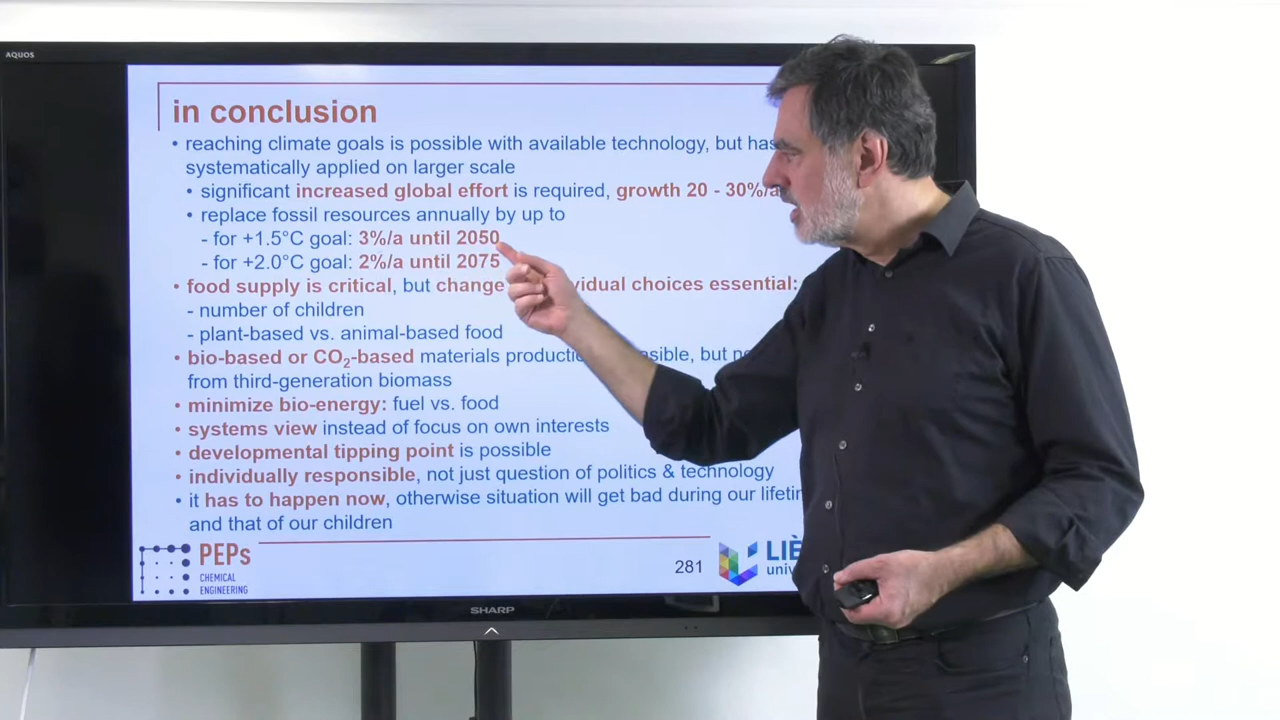 AQUOS
in conclusion
• reaching climate goals is possible with available technology, but has
systematically applied on larger scale
• significant increased global effort is required, growth 20 - 30%/a
• replace fossil resources annually by up to
- for +1.5°C goal: 3%/a until 2050
- for +2.0°C goal: 2%/a until 2075
• food supply is critical, but change individual choices essential:
- number of children
- plant-based vs. animal-based food
• bio-based or CO₂-based materials
from third-generation biomass
• minimize bio-energy: fuel vs. food
• systems view instead of focus on own interests
• developmental tipping point is possible
• individually responsible, not just question of politics & technology
• it has to happen now, otherwise situation will get bad during our
and that of our children
PEPs
CHEMICAL
ENGINEERING
281
SHARP